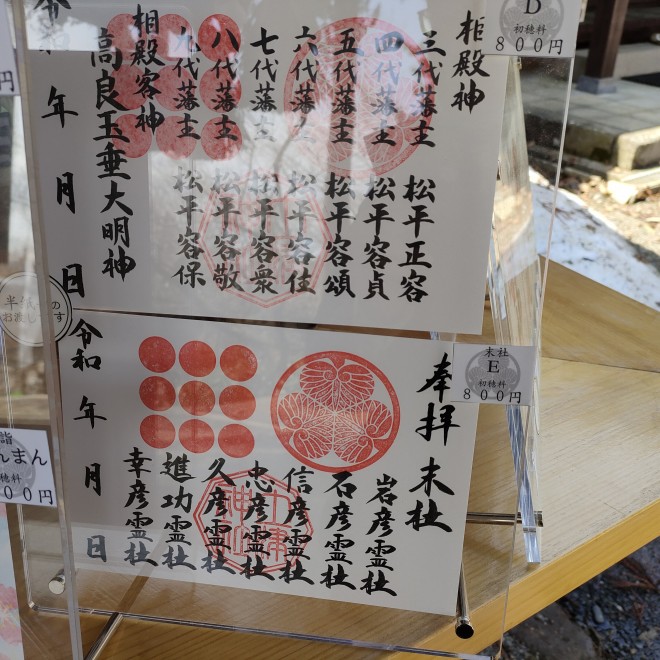 相殿神
三代藩主 松平正容
四代藩主 松平容貞
五代藩主 松平容頌
六代藩主 松平容住
七代藩主 松平容衆
八代藩主 松平容敬
九代藩主 松平容保
相殿客神
高良玉垂大明神
令和 年 月 日
D
初穂料
800円
奉拝 末社
岩彦霊社
石彦霊社
信彦霊社
忠彦霊社
久彦霊社
進功霊社
幸彦霊社
令和 年 月 日
末社
E
初穂料
800円